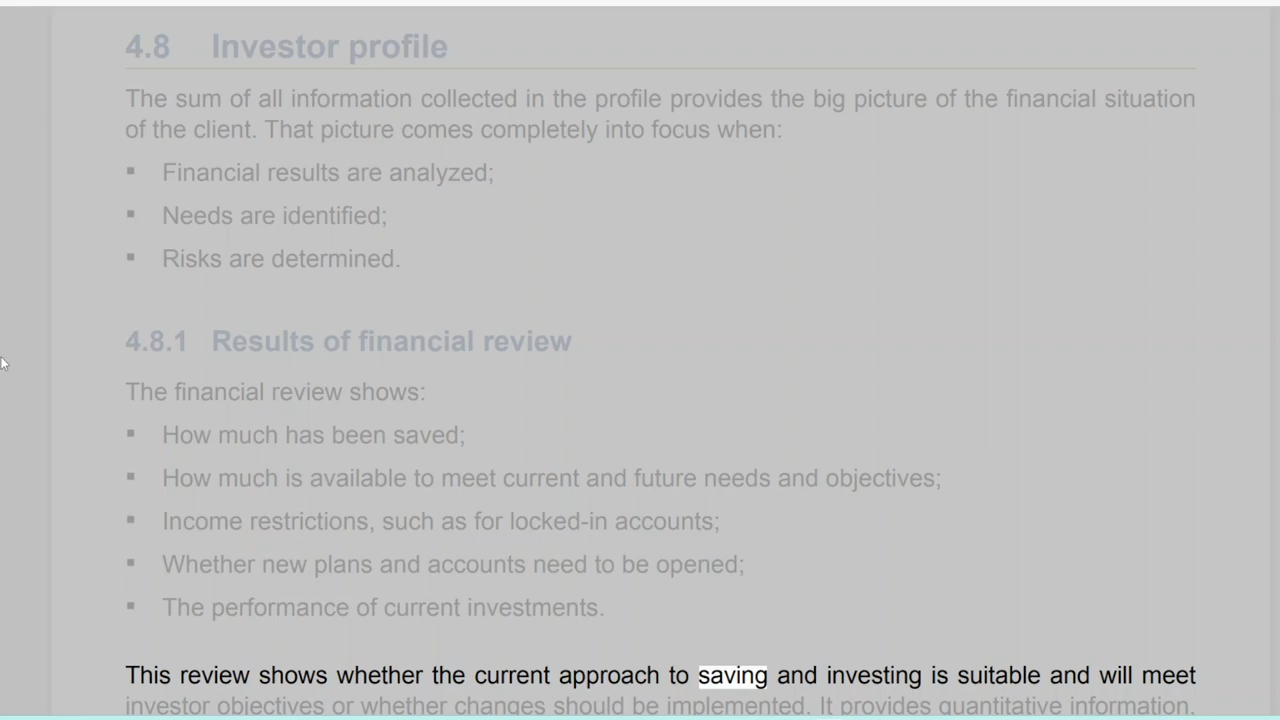 4.8 Investor profile
The sum of all information collected in the profile provides the big picture of the financial situation
of the client. That picture comes completely into focus when:
▪ Financial results are analyzed;
▪ Needs are identified;
▪ Risks are determined.
4.8.1 Results of financial review
The financial review shows:
▪ How much has been saved;
▪ How much is available to meet current and future needs and objectives;
▪ Income restrictions, such as for locked-in accounts;
▪ Whether new plans and accounts need to be opened;
▪ The performance of current investments.
This review shows whether the current approach to saving and investing is suitable and will meet
investor objectives or whether changes should be implemented. It provides quantitative information,